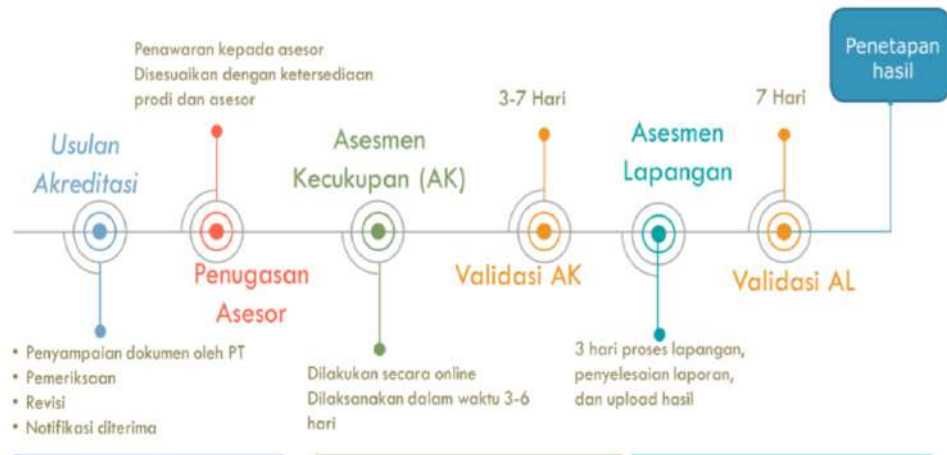 Penawaran kepada asesor
Disesuaikan dengan ketersediaan
prodi dan asesor
3-7 Hari
7 Hari
Penetapan
hasil
Usulan
Akreditasi
Asesmen
Kecukupan (AK)
Asesmen
Lapangan
Penugasan
Asesor
Validasi AK
Validasi AL
• Penyampaian dokumen oleh PT
• Pemeriksaan
• Revisi
• Notifikasi diterima
Dilakukan secara online
Dilaksanakan dalam waktu 3-6
hari
3 hari proses lapangan,
penyelesaian laporan,
dan upload hasil